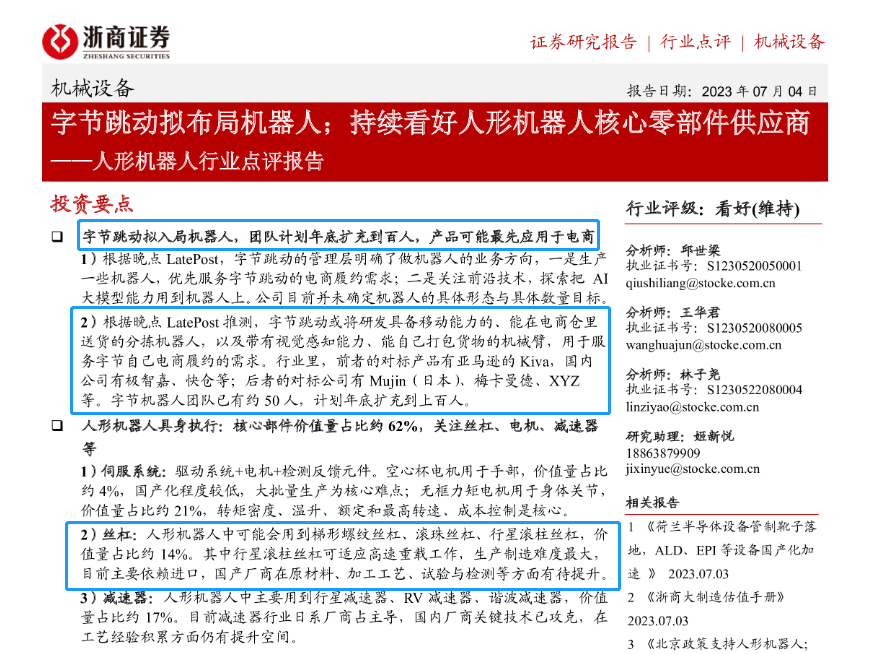 浙商证券
ZHESHANG SECURITIES
证券研究报告 | 行业点评 | 机械设备
机械设备
报告日期：2023 年 07 月 04 日
字节跳动拟布局机器人；持续看好人形机器人核心零部件供应商
——人形机器人行业点评报告
投资要点
❑ 字节跳动拟入局机器人，团队计划年底扩充到百人，产品可能最先应用于电商
1）根据晚点 LatePost，字节跳动的管理层明确了做机器人的业务方向，一是生产
一些机器人，优先服务字节跳动的电商履约需求；二是关注前沿技术，探索把 AI
大模型能力用到机器人上。公司目前并未确定机器人的具体形态与具体数量目标。
2）根据晚点 LatePost 推测，字节跳动或将研发具备移动能力的、能在电商仓里
送货的分拣机器人，以及带有视觉感知能力、能自己打包货物的机械臂，用于服
务字节自己电商履约的需求。行业里，前者的对标产品有亚马逊的 Kiva，国内
公司有极智嘉、快仓等；后者的对标公司有 Mujin（日本）、梅卡曼德、XYZ
等。字节机器人团队已有约 50 人，计划年底扩充到上百人。
❑ 人形机器人具身执行：核心部件价值量占比约 62%，关注丝杠、电机、减速器
等
1）伺服系统：驱动系统+电机+检测反馈元件。空心杯电机用于手部，价值量占比
约 4%，国产化程度较低，大批量生产为核心难点；无框力矩电机用于身体关节，
价值量占比约 21%，转矩密度、温升、额定和最高转速、成本控制是核心。
2）丝杠：人形机器人中可能会用到梯形螺纹丝杠、滚珠丝杠、行星滚柱丝杠，价
值量占比约 14%。其中行星滚柱丝杠可适应高速重载工作，生产制造难度最大，
目前主要依赖进口，国产厂商在原材料、加工工艺、试验与检测等方面有待提升。
3）减速器：人形机器人中主要用到行星减速器、RV 减速器、谐波减速器，价值
量占比约 17%。目前减速器行业日系厂商占主导，国内厂商关键技术已攻克，在
工艺经验积累方面仍有提升空间。
行业评级：看好(维持)
分析师：邱世梁
执业证书号：S1230520050001
qiushiliang@stocke.com.cn
分析师：王华君
执业证书号：S1230520080005
wanghuajun@stocke.com.cn
分析师：林子尧
执业证书号：S1230522080004
linziyao@stocke.com.cn
研究助理：姬新悦
18863879909
jixinyue@stocke.com.cn
相关报告
1 《荷兰半导体设备管制靴子落
地，ALD、EPI 等设备国产化加
速 》 2023.07.03
2 《浙商大制造估值手册》
2023.07.03
3 《北京政策支持人形机器人；